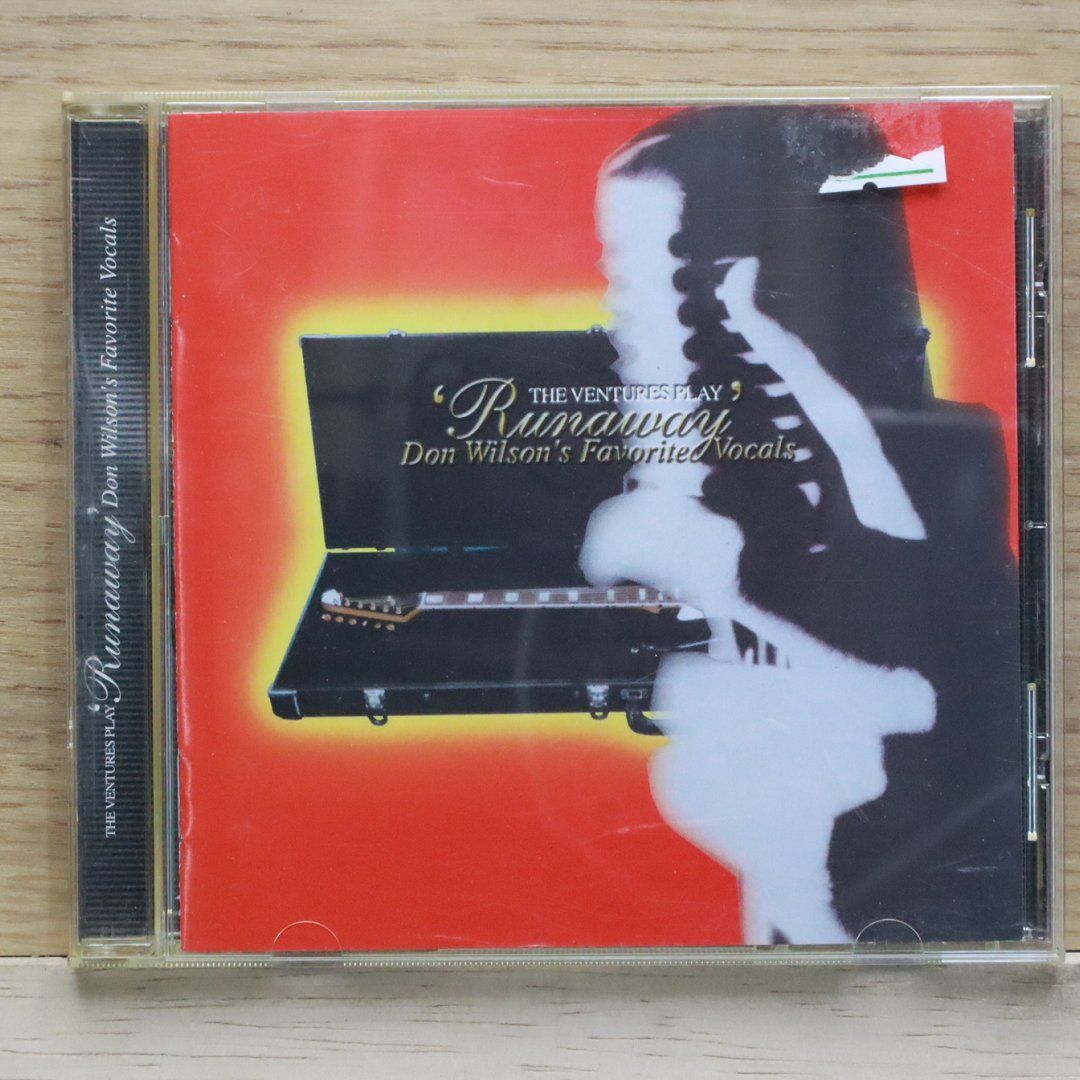 THE VENTURES PLAY 'Runaway' Don Wilson's Favorite Vocals
THE VENTURES PLAY
'Runaway'
Don Wilson's Favorite Vocals